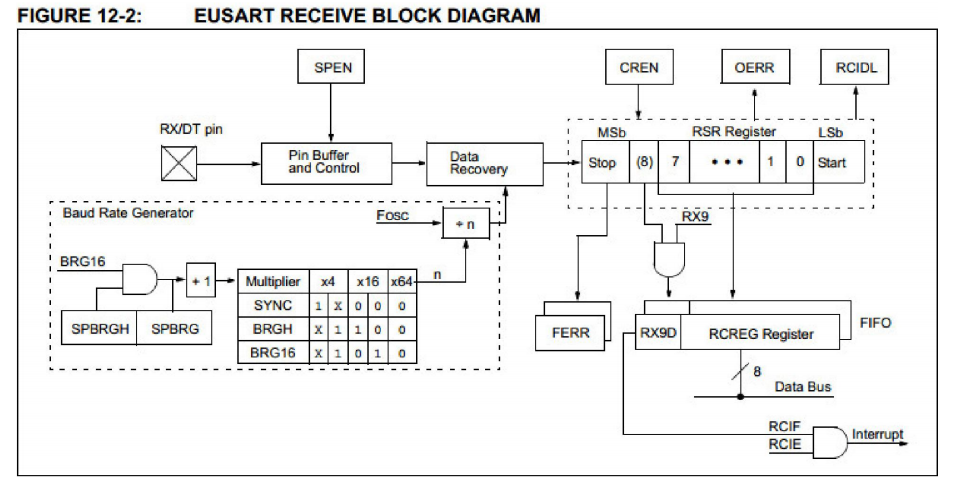 FIGURE 12-2: EUSART RECEIVE BLOCK DIAGRAM
SPEN
CREN
OERR
RCIDL
RX/DT pin
MSb
RSR Register
LSb
Pin Buffer
and Control
Data
Recovery
Stop (8) 7 • • • 1 0 Start
Baud Rate Generator
FOSC
÷ n
RX9
BRG16
n
+ 1
Multiplier x4 x16 x64
SYNC 1 X 0 0 0
BRGH X 1 1 0 0
BRG16 X 1 0 1 0
SPBRGH SPBRG
FERR
RX9D
RCREG Register
FIFO
8
Data Bus
RCIF
RCIE
Interrupt